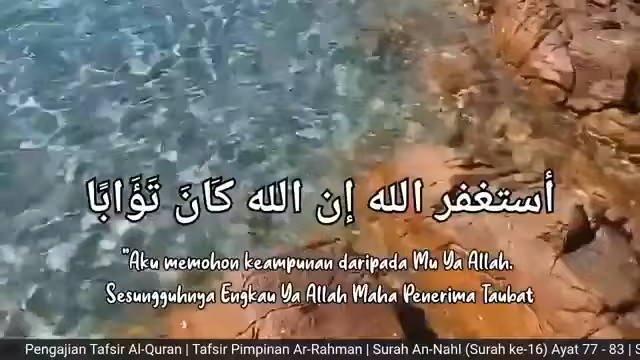 أستغفر الله إن الله كَانَ تَؤَابًا
"Aku memohon keampunan daripada Mu Ya Allah.
Sesungguhnya Engkau Ya Allah Maha Penerima Taubat
Pengajian Tafsir Al-Quran | Tafsir Pimpinan Ar-Rahman | Surah An-Nahl (Surah ke-16) Ayat 77 - 83 | S